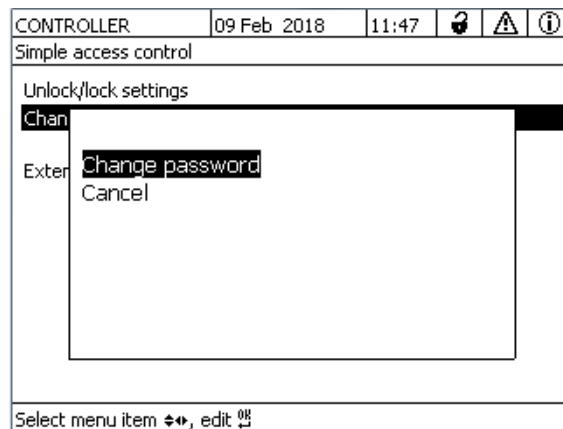 CONTROLLER 09 Feb 2018 11:47
Simple access control
Unlock/lock settings
Chan
Exter
Change password
Cancel
Select menu item, edit OK